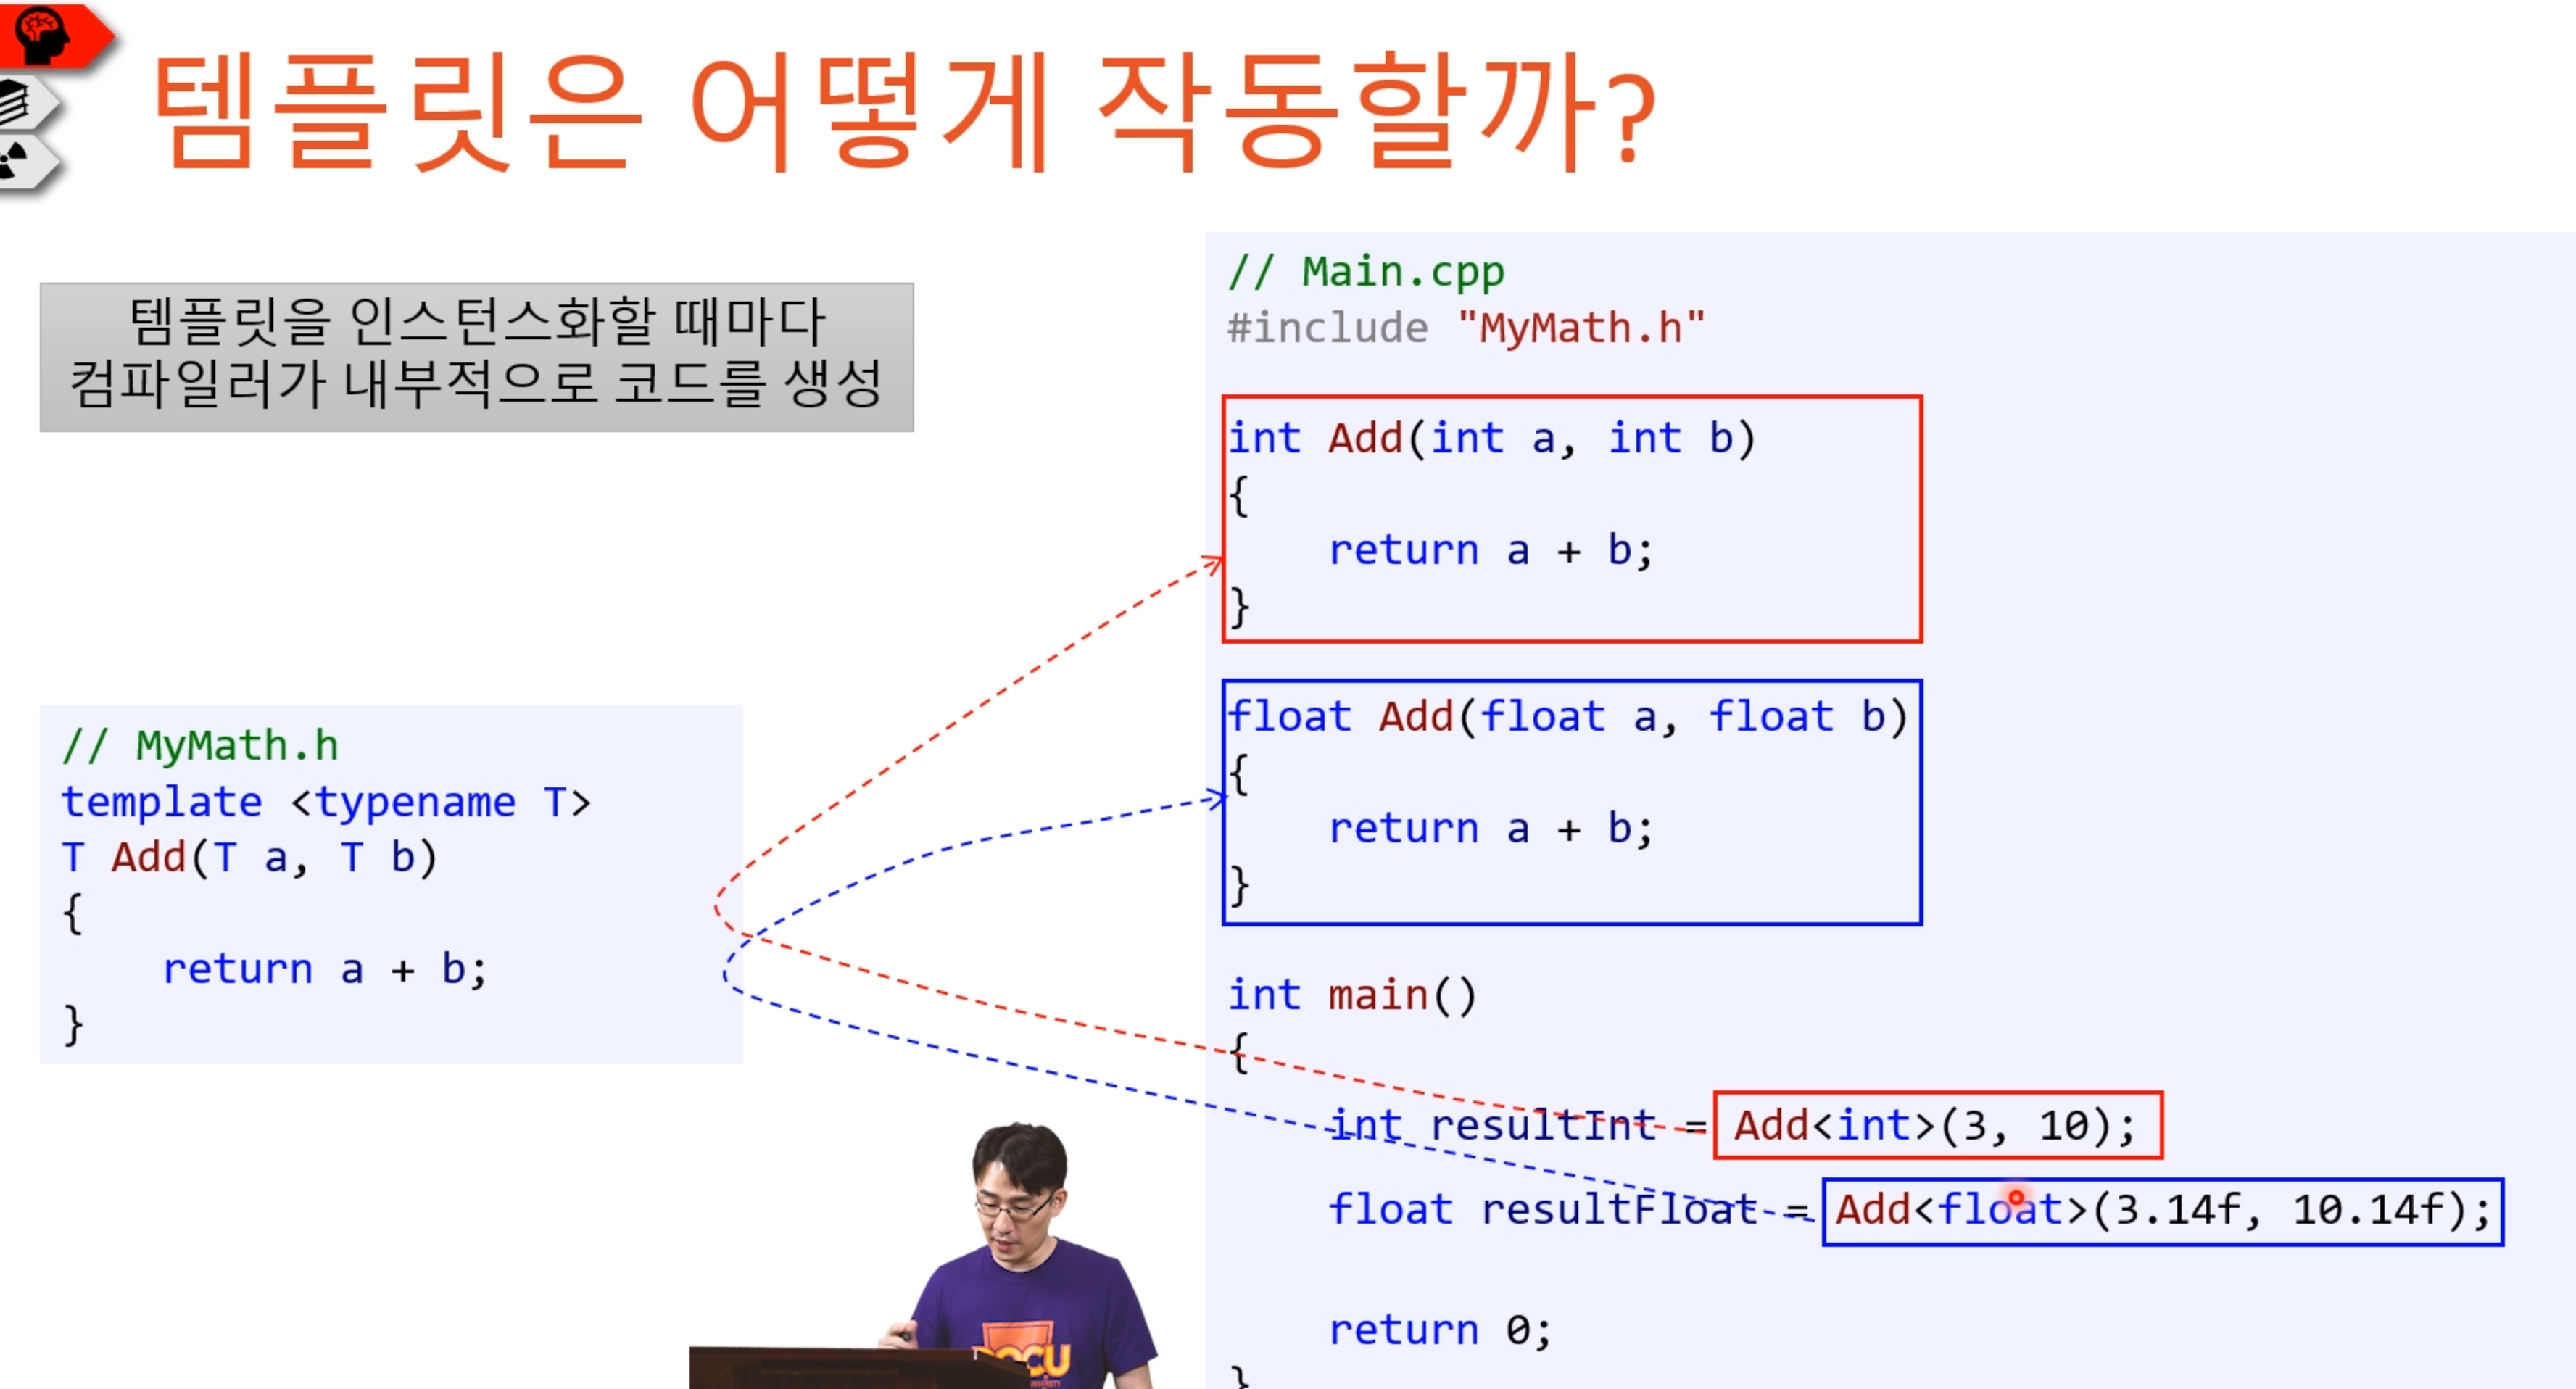 템플릿은 어떻게 작동할까?
템플릿을 인스턴스화할 때마다
컴파일러가 내부적으로 코드를 생성
// MyMath.h
template <typename T>
T Add(T a, T b)
{
    return a + b;
}
// Main.cpp
#include "MyMath.h"
int Add(int a, int b)
{
    return a + b;
}
float Add(float a, float b)
{
    return a + b;
}
int main()
{
    int resultInt = Add<int>(3, 10);
    float resultFloat = Add<float>(3.14f, 10.14f);
    return 0;
}